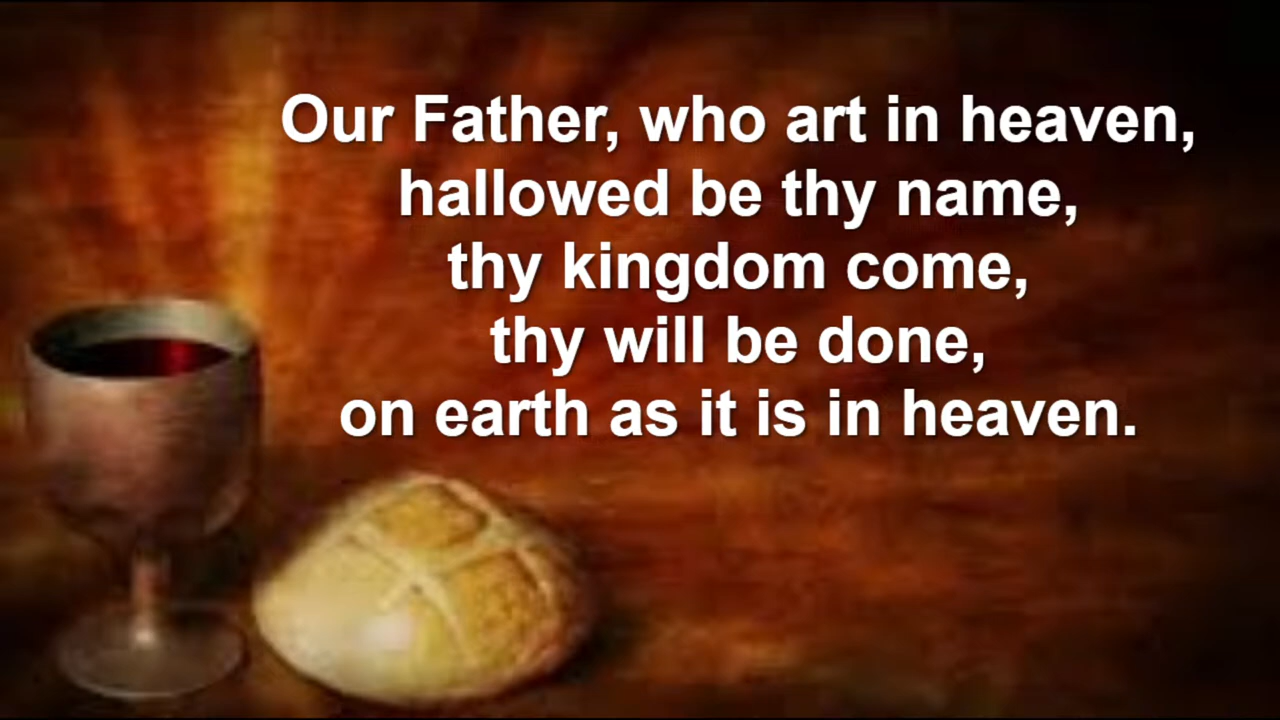 Our Father, who art in heaven,
hallowed be thy name,
thy kingdom come,
thy will be done,
on earth as it is in heaven.